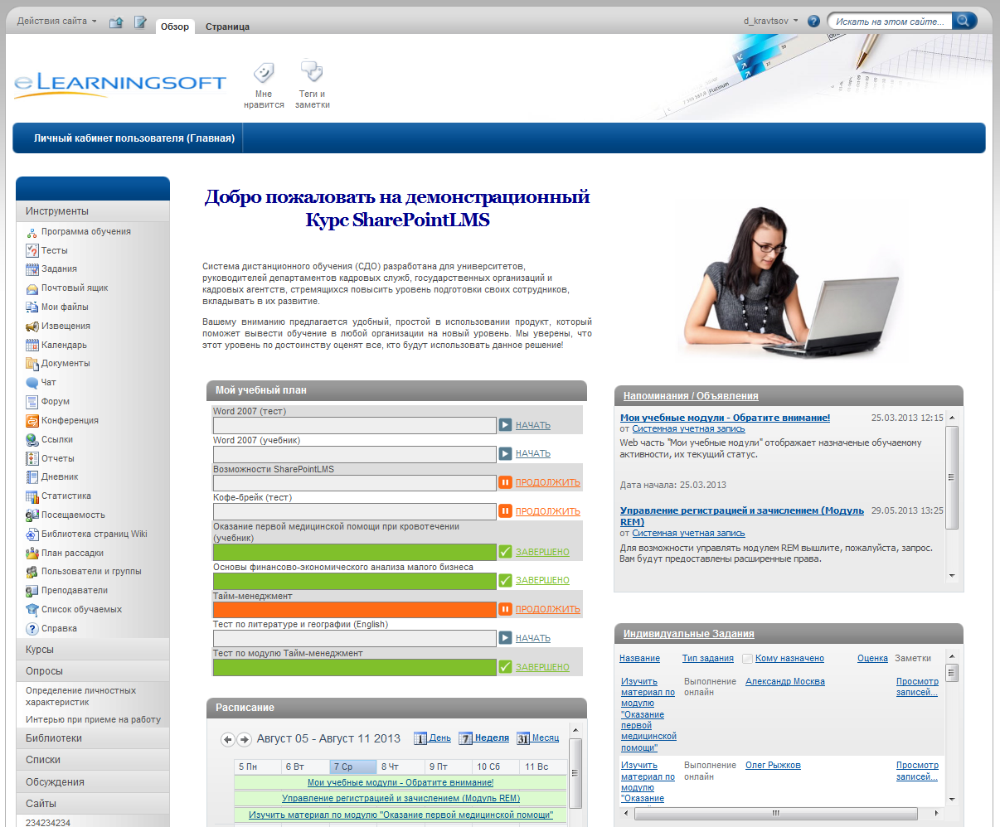 Действия сайта
Обзор
Страница
d_kravtsov
Искать на этом сайте...
eLearningsoft
Мне
нравится
Теги и
заметки
Platinum
Личный кабинет пользователя (Главная)
Инструменты
Программа обучения
Тесты
Задания
Почтовый ящик
Мои файлы
Извещения
Календарь
Документы
Чат
Форум
Конференция
Ссылки
Отчеты
Дневник
Статистика
Посещаемость
Библиотека страниц Wiki
План рассадки
Пользователи и группы
Преподаватели
Список обучаемых
Справка
Курсы
Опросы
Определение личностных
характеристик
Интерью при приеме на работу
Библиотеки
Списки
Обсуждения
Сайты
234234234
Добро пожаловать на демонстрационный
Курс SharePointLMS
Система дистанционного обучения (СДО) разработана для университетов,
руководителей департаментов кадровых служб, государственных организаций и
кадровых агентств, стремящихся повысить уровень подготовки своих сотрудников,
вкладывать в их развитие.
Вашему вниманию предлагается удобный, простой в использовании продукт, который
поможет вывести обучение в любой организации на новый уровень. Мы уверены, что
этот уровень по достоинству оценят все, кто будут использовать данное решение!
Мой учебный план
Word 2007 (тест)
НАЧАТЬ
Word 2007 (учебник)
НАЧАТЬ
Возможности SharePointLMS
ПРОДОЛЖИТЬ
Кофе-брейк (тест)
ПРОДОЛЖИТЬ
Оказание первой медицинской помощи при кровотечении
(учебник)
ЗАВЕРШЕНО
Основы финансово-экономического анализа малого бизнеса
ЗАВЕРШЕНО
Тайм-менеджмент
ПРОДОЛЖИТЬ
Тест по литературе и географии (English)
НАЧАТЬ
Тест по модулю Тайм-менеджмент
ЗАВЕРШЕНО
Расписание
Август 05 - Август 11 2013
1 День
7 Неделя
31 Месяц
5 Пн 6 Вт 7 Ср 8 Чт 9 Пт 10 Сб 11 Вс
Мои учебные модули - Обратите внимание!
Управление регистрацией и зачислением (Модуль REM)
Изучить материал по модулю "Оказание первой медицинской помощи"
Напоминания / Объявления
Мои учебные модули - Обратите внимание! 25.03.2013 12:15
от Системная учетная запись
Web часть "Мои учебные модули" отображает назначеные обучаемому
активности, их текущий статус.
Дата начала: 25.03.2013
Управление регистрацией и зачислением (Модуль 29.05.2013 13:25
REM)
от Системная учетная запись
Для возможности управлять модулем REM вышлите, пожалуйста, запрос.
Вам будут предоставлены расширенные права.
Индивидуальные Задания
Название Тип задания Кому назначено Оценка Заметки
Изучить Выполнение Александр Москва Просмотр
материал по онлайн записей...
модулю
"Оказание
первой
медицинской
помощи"
Изучить Выполнение Олег Рыжков Просмотр
материал по онлайн записей...
модулю
"Оказание